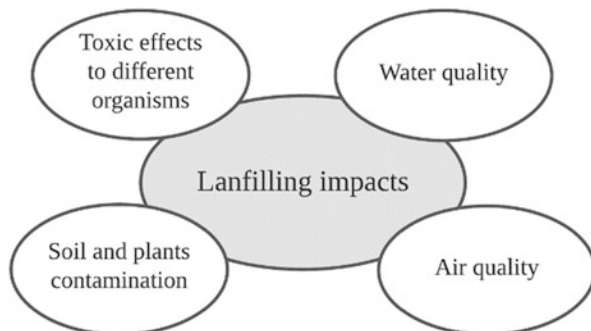 Toxic effects
to different
organisms
Water quality
Lanfilling impacts
Soil and plants
contamination
Air quality